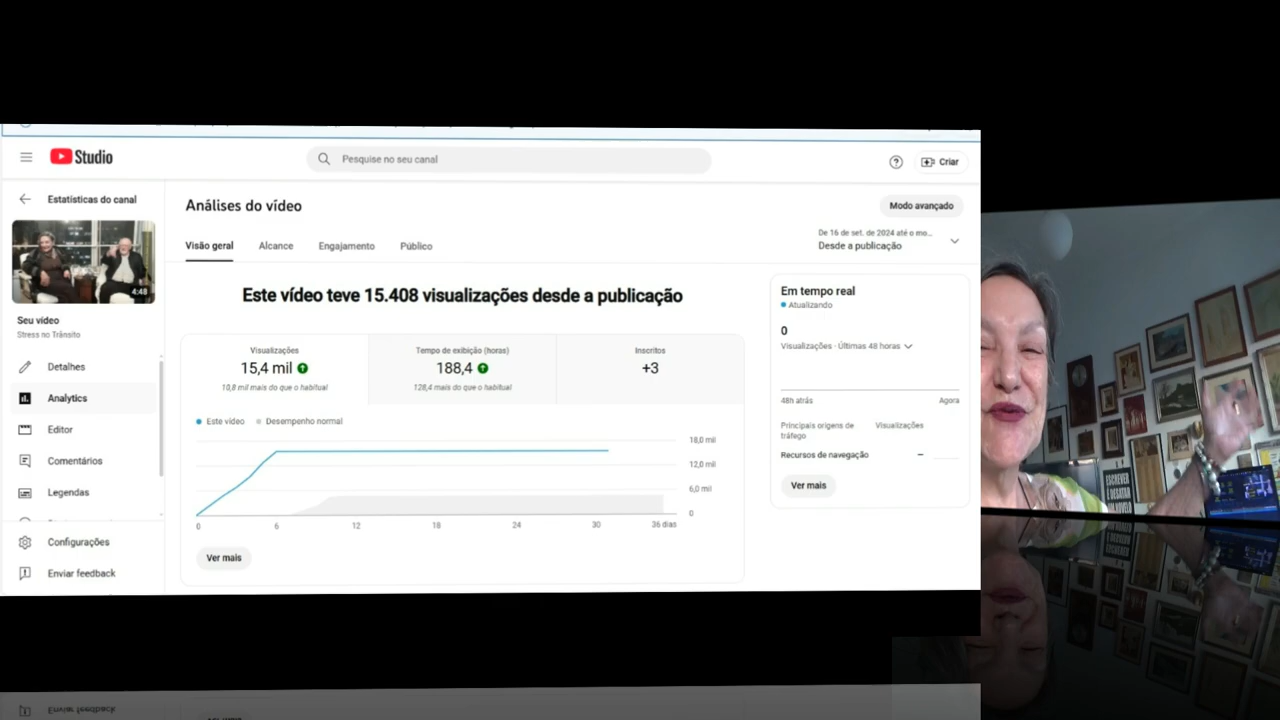 Studio
Pesquise no seu canal
Criar
Estatísticas do canal
4:48
Seu vídeo
Stress no Trânsito
Detalhes
Analytics
Editor
Comentários
Legendas
Configurações
Enviar feedback
Análises do vídeo
Modo avançado
Visão geral
Alcance
Engajamento
Público
De 16 de set. de 2024 até o mo...
Desde a publicação
Este vídeo teve 15.408 visualizações desde a publicação
Visualizações
15,4 mil
10,8 mil mais do que o habitual
Tempo de exibição (horas)
188,4
128,4 mais do que o habitual
Inscritos
+3
Este vídeo
Desempenho normal
18,0 mil
12,0 mil
6,0 mil
0
0
6
12
18
24
30
36 dias
Ver mais
Em tempo real
Atualizando
0
Visualizações · Últimas 48 horas
48h atrás
Agora
Principais origens de tráfego
Visualizações
Recursos de navegação
–
Ver mais
ESCREVER
É DESATAR
UM NOVELO